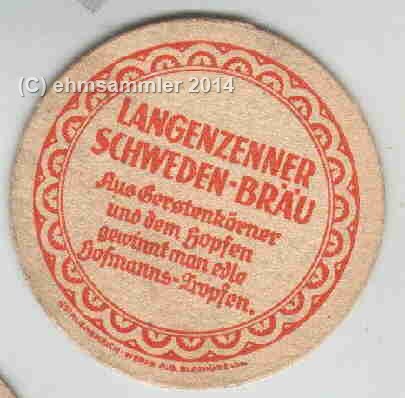 (C) ehmsammler 2014
LANGENZENNER
SCHWEDEN-BRÄU
Aus Gerstenkörner
und dem Hopfen
gewinnt man edle
Hofmanns-Tropfen.